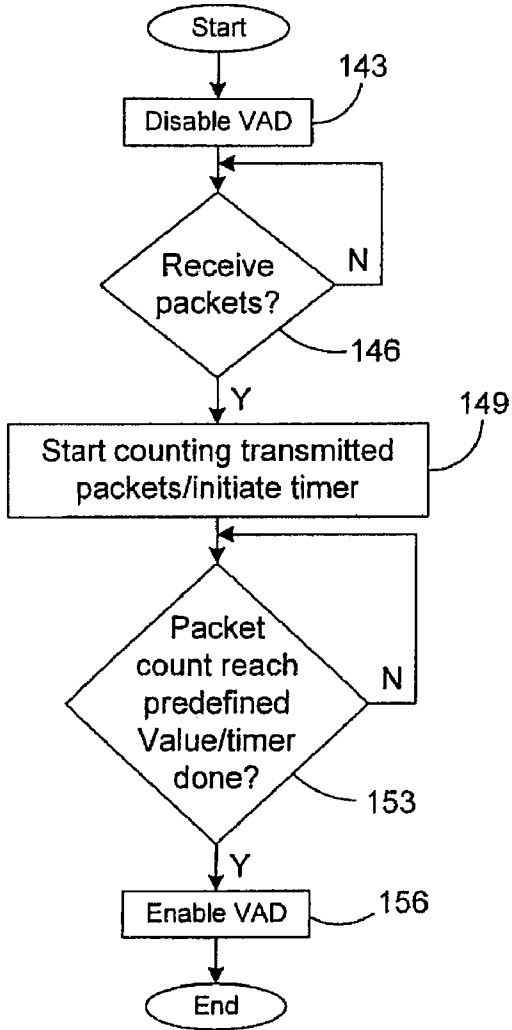 Start
143
Disable VAD
N
Receive
packets?
146
Y
149
Start counting transmitted
packets/initiate timer
Packet
count reach
N
predefined
Value/timer
done?
153
Y
156
Enable VAD
End